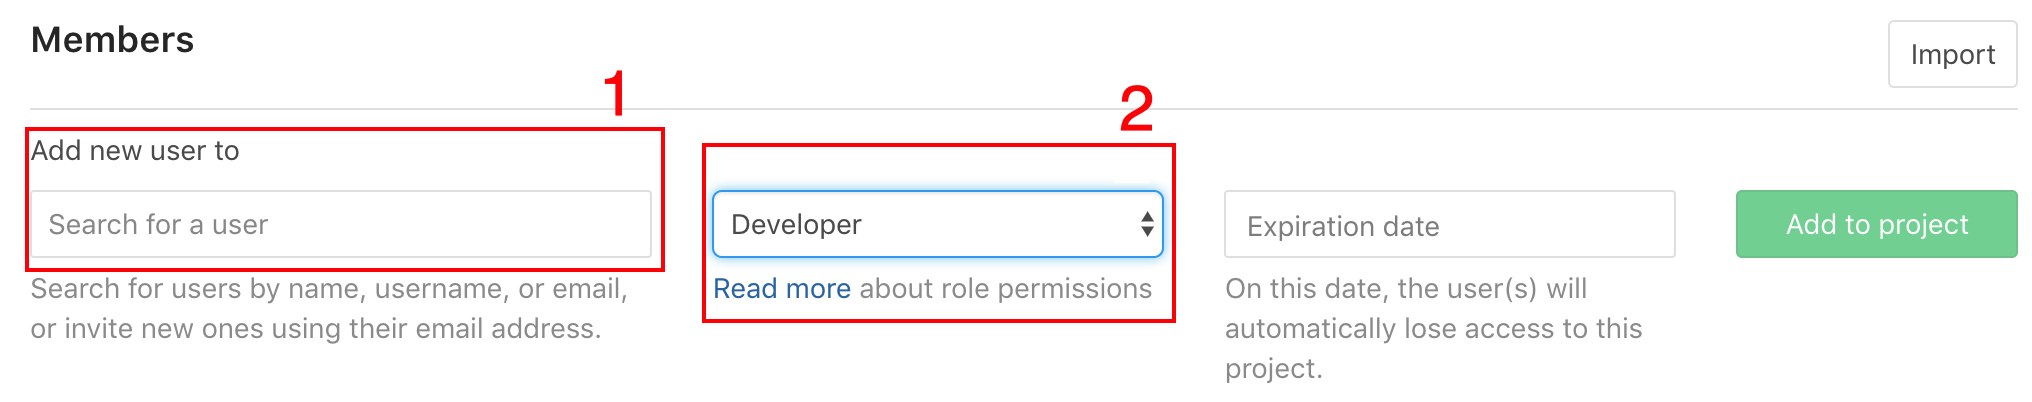 Members
Import
1
2
Add new user to
Search for a user
Developer
Expiration date
Add to project
Search for users by name, username, or email,
or invite new ones using their email address.
Read more about role permissions
On this date, the user(s) will
automatically lose access to this
project.